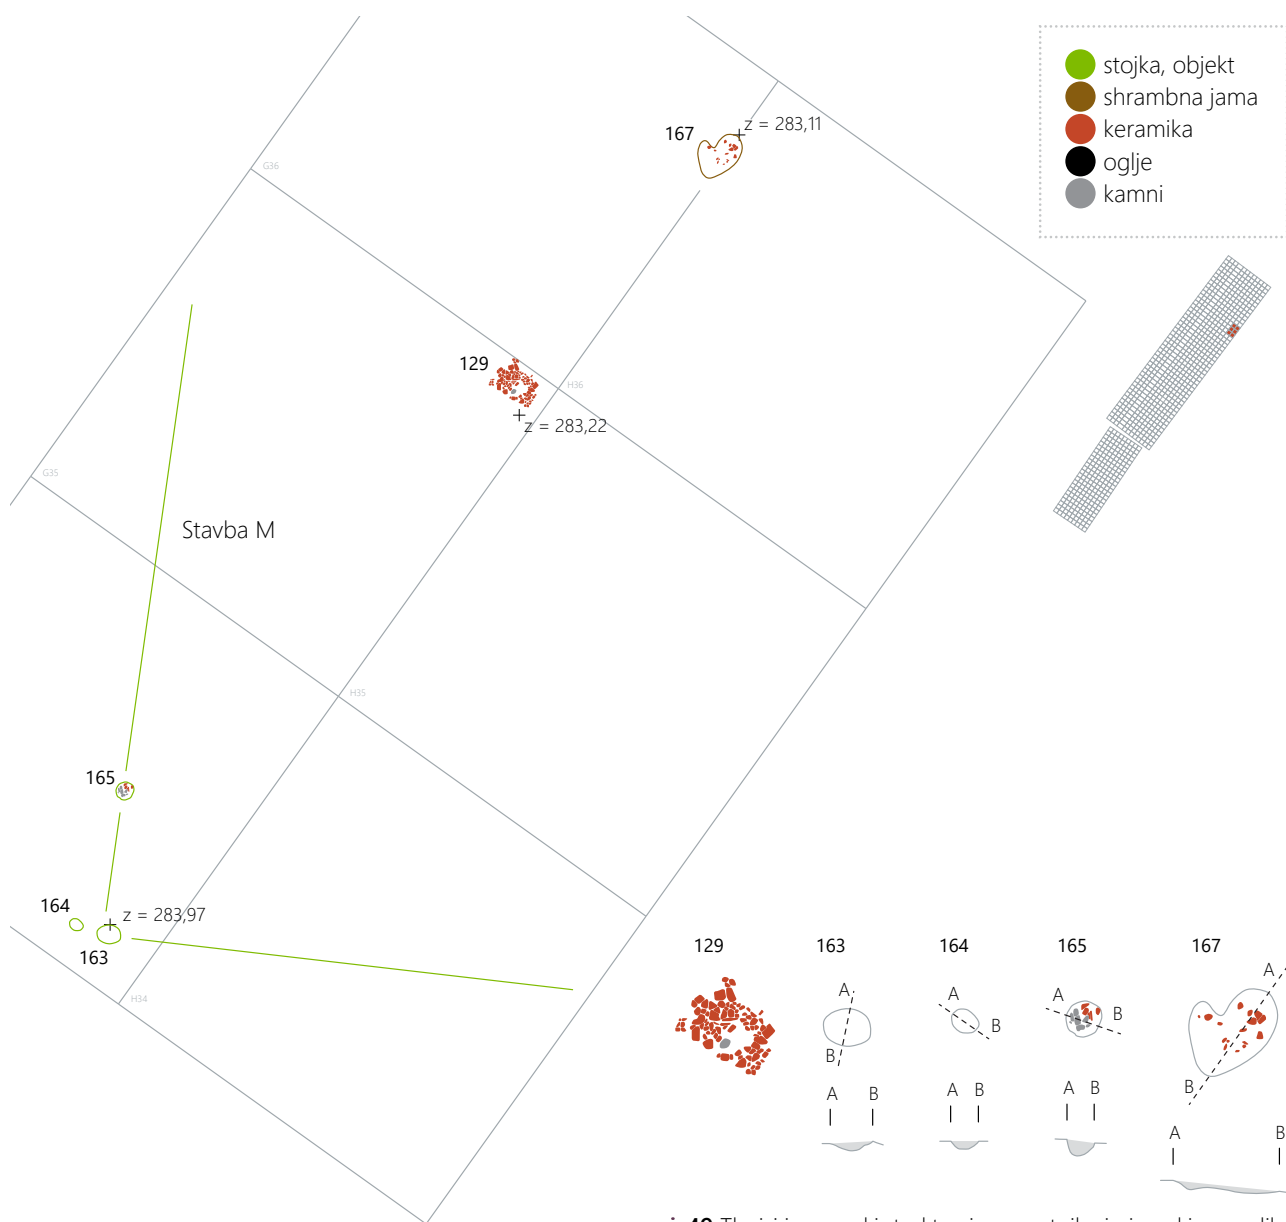 stojka, objekt
shrambna jama
keramika
oglje
kamni
167
z = 283,11
G36
129
H36
z = 283,22
G35
Stavba M
H35
165
164
z = 283,97
163
H34
129
163
164
165
167
A
B
A
B
A
B
A
B
A B
A B
A B
A B